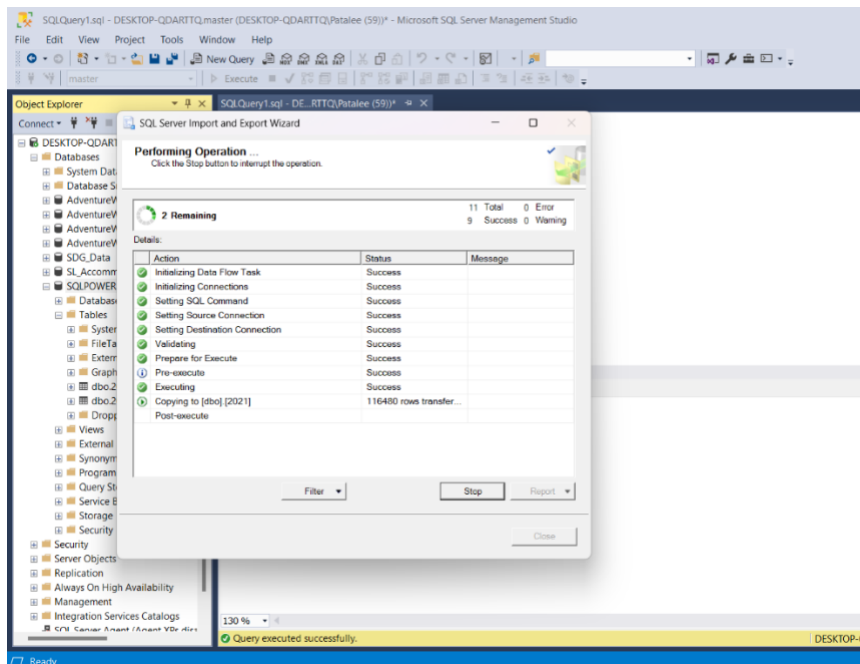 SQLQuery1.sql - DESKTOP-QDARTTQ.master (DESKTOP-QDARTTQ\Patalee (59))* - Microsoft SQL Server Management Studio
File Edit View Project Tools Window Help
New Query
master Execute
Object Explorer SQLQuery1.sql - DE...RTTQ\Patalee (59))*
Connect
SQL Server Import and Export Wizard
DESKTOP-QDART
Databases
System Dat
Database S
AdventureW
AdventureW
AdventureW
AdventureW
SDG_Data
SL_Accomm
SQLPOWER
Databas
Tables
System
FileTa
Extern
Graph
dbo.2
dbo.2
Dropp
Views
External
Synonym
Program
Query St
Service B
Storage
Security
Security
Server Objects
Replication
Always On High Availability
Management
Integration Services Catalogs
SQL Server Agent (Agent XPs disa
Performing Operation ...
Click the Stop button to interrupt the operation.
2 Remaining
11 Total 0 Error
9 Success 0 Warning
Details:
Action Status Message
Initializing Data Flow Task Success
Initializing Connections Success
Setting SQL Command Success
Setting Source Connection Success
Setting Destination Connection Success
Validating Success
Prepare for Execute Success
Pre-execute Success
Executing Success
Copying to [dbo].[2021] 116480 rows transfer...
Post-execute
Filter Stop Report
Close
130 %
Query executed successfully. DESKTOP-
Ready